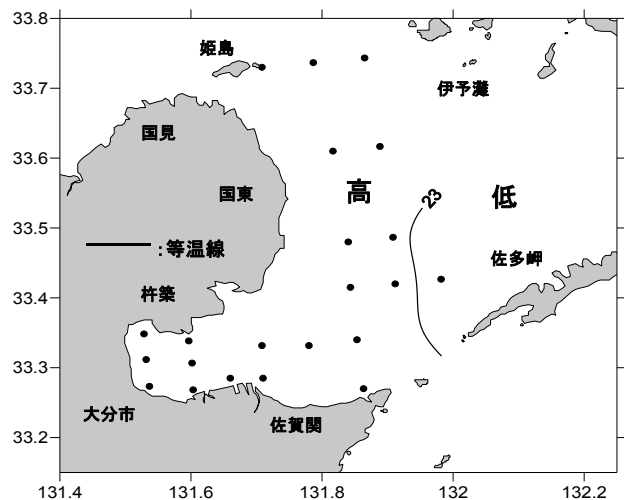 33.8
姫島
33.7
伊予灘
国見
33.6
国東
高
低
23
33.5
:等温線
佐多岬
33.4
杵築
33.3
大分市
佐賀関
33.2
131.4 131.6 131.8 132 132.2